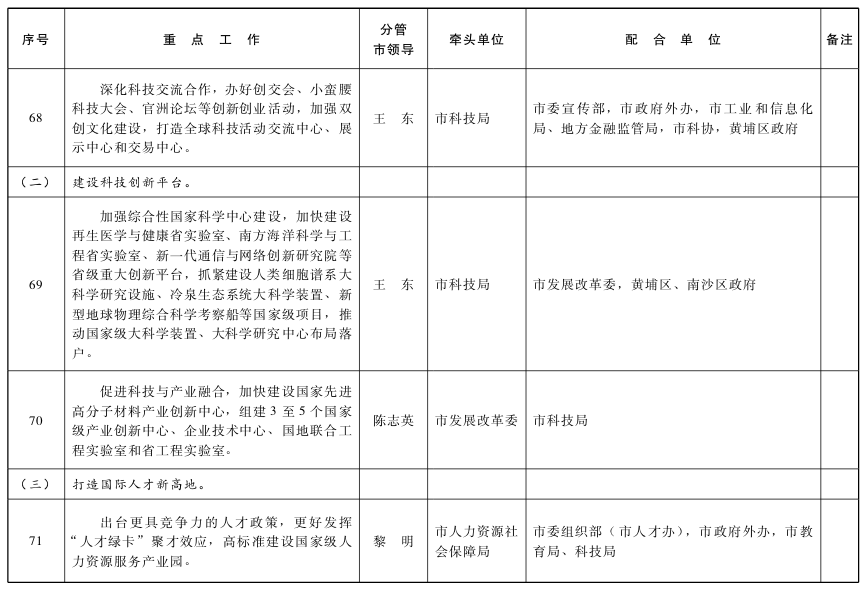 序号
重点工作
分管
市领导
牵头单位
配合单位
备注
68
深化科技交流合作，办好创交会、小蛮腰
科技大会、官洲论坛等创新创业活动，加强双
创文化建设，打造全球科技活动交流中心、展
示中心和交易中心。
王东
市科技局
市委宣传部，市政府外办，市工业和信息化
局、地方金融监管局，市科协，黄埔区政府
（二）
建设科技创新平台。
69
加强综合性国家科学中心建设，加快建设
再生医学与健康省实验室、南方海洋科学与工
程省实验室、新一代通信与网络创新研究院等
省级重大创新平台，抓紧建设人类细胞谱系大
科学研究设施、冷泉生态系统大科学装置、新
型地球物理综合科学考察船等国家级项目，推
动国家级大科学装置、大科学研究中心布局落
户。
王东
市科技局
市发展改革委，黄埔区、南沙区政府
70
促进科技与产业融合，加快建设国家先进
高分子材料产业创新中心，组建3至5个国家
级产业创新中心、企业技术中心、国地联合工
程实验室和省工程实验室。
陈志英
市发展改革委
市科技局
（三）
打造国际人才新高地。
71
出台更具竞争力的人才政策，更好发挥
“人才绿卡”聚才效应，高标准建设国家级人
力资源服务产业园。
黎明
市人力资源社
会保障局
市委组织部（市人才办），市政府外办，市教
育局、科技局